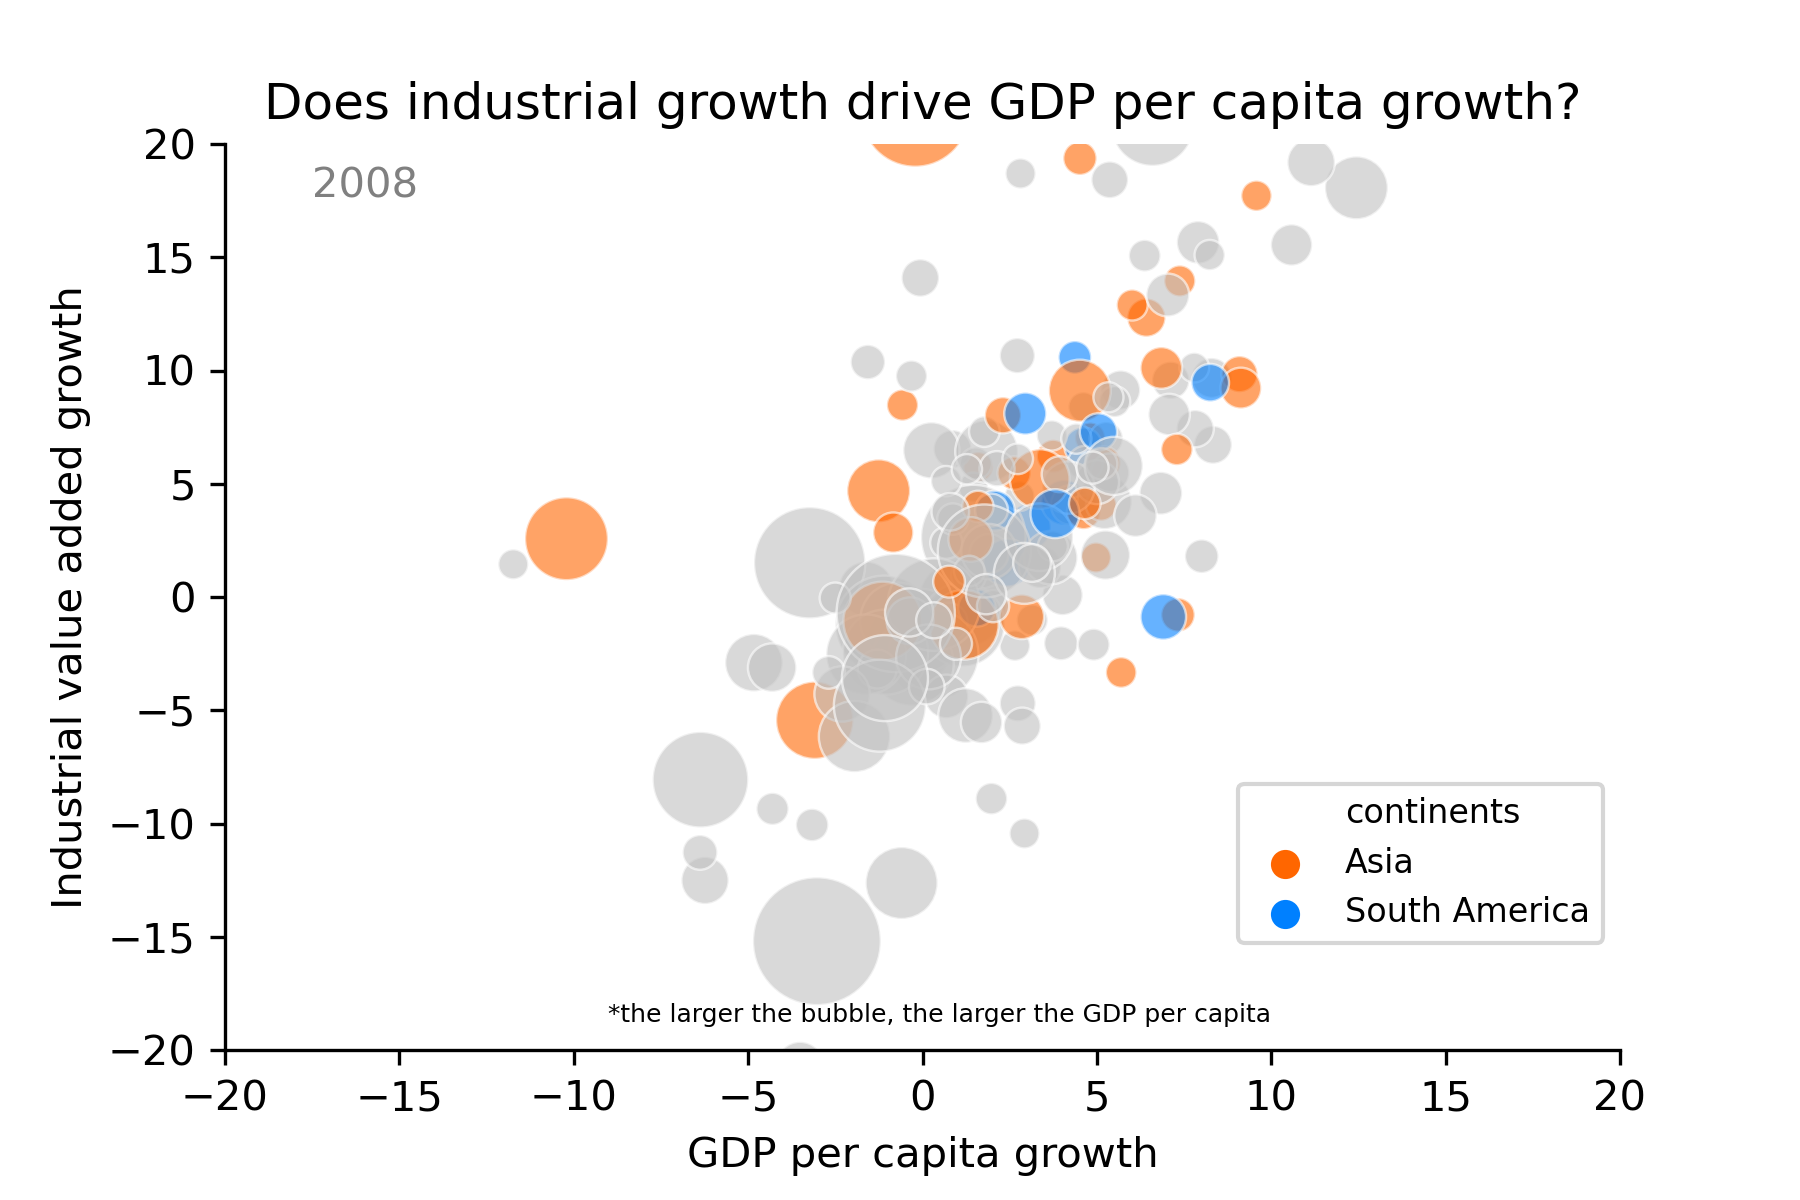 Does industrial growth drive GDP per capita growth?
2008
Industrial value added growth
20
15
10
5
0
−5
−10
−15
−20
continents
Asia
South America
*the larger the bubble, the larger the GDP per capita
−20 −15 −10 −5 0 5 10 15 20
GDP per capita growth